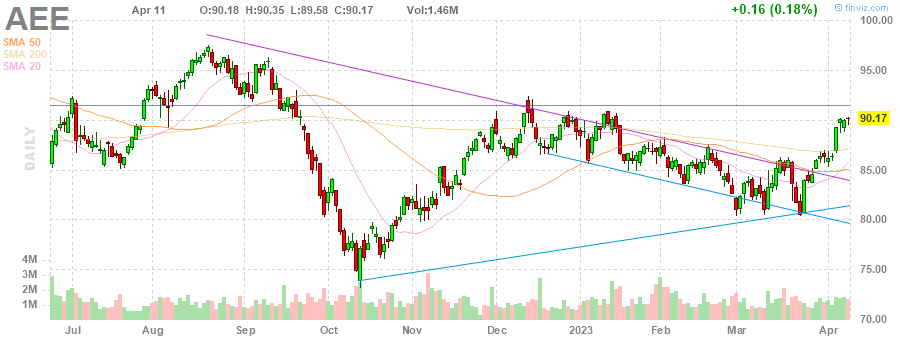 AEE
Apr 11 O:90.18 H:90.35 L:89.58 C:90.17 Vol:1.46M +0.16 (0.18%)
© finviz.com
SMA 50
SMA 200
SMA 20
DAILY
100.00
95.00
90.17
85.00
80.00
75.00
70.00
4M
3M
2M
1M
Jul Aug Sep Oct Nov Dec 2023 Feb Mar Apr